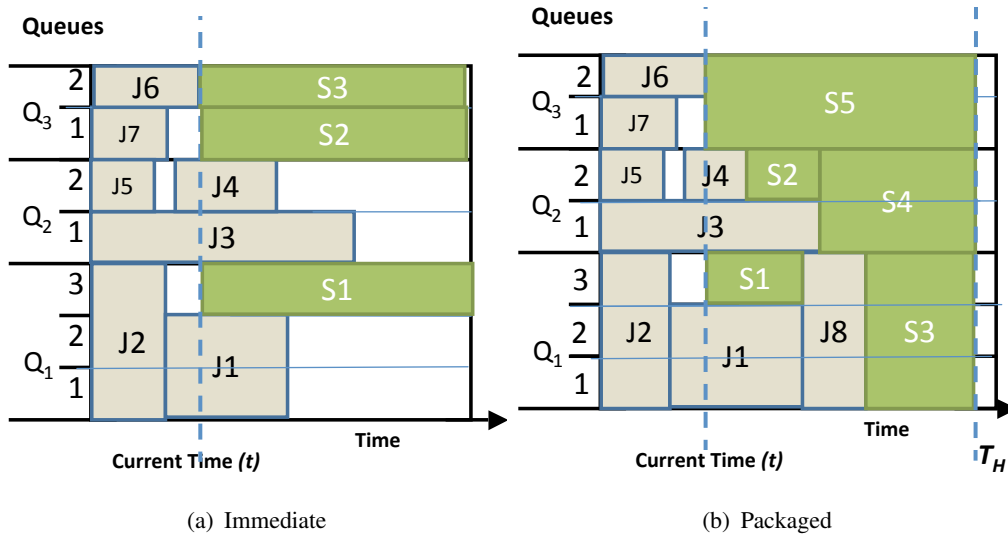 Queues
Q3
2
J6
S3
1
J7
S2
Q2
2
J5
J4
1
J3
Q1
3
S1
2
J2
J1
1
Time
Current Time (t)
(a) Immediate
Queues
Q3
2
J6
S5
1
J7
Q2
2
J5
J4
S2
S4
1
J3
Q1
3
S1
2
J2
J1
J8
S3
1
Time
Current Time (t)
TH
(b) Packaged